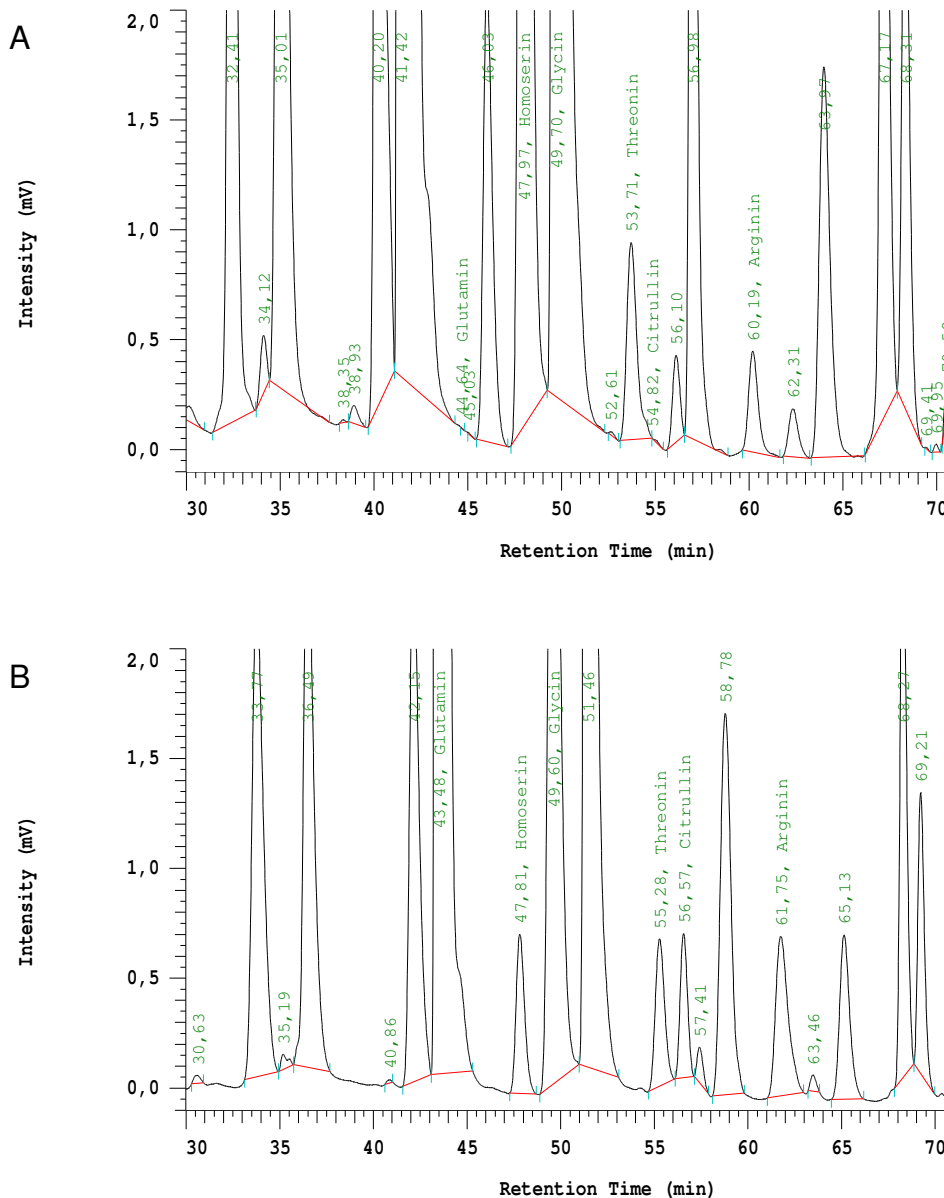 A
2,0
1,5
1,0
0,5
0,0
Intensity (mV)
32,41
34,12
35,01
38,35
38,93
40,20
41,42
44,64, Glutamin
45,03
46,03
47,97, Homoserin
49,70, Glycin
52,61
53,71, Threonin
54,82, Citrullin
56,10
56,98
60,19, Arginin
62,31
63,97
67,17
68,31
69,41
69,95
30 35 40 45 50 55 60 65 70
Retention Time (min)
B
2,0
1,5
1,0
0,5
0,0
Intensity (mV)
30,63
33,77
35,19
36,49
40,86
42,15
43,48, Glutamin
47,81, Homoserin
49,60, Glycin
51,46
55,28, Threonin
56,57, Citrullin
57,41
58,78
61,75, Arginin
63,46
65,13
68,27
69,21
30 35 40 45 50 55 60 65 70
Retention Time (min)